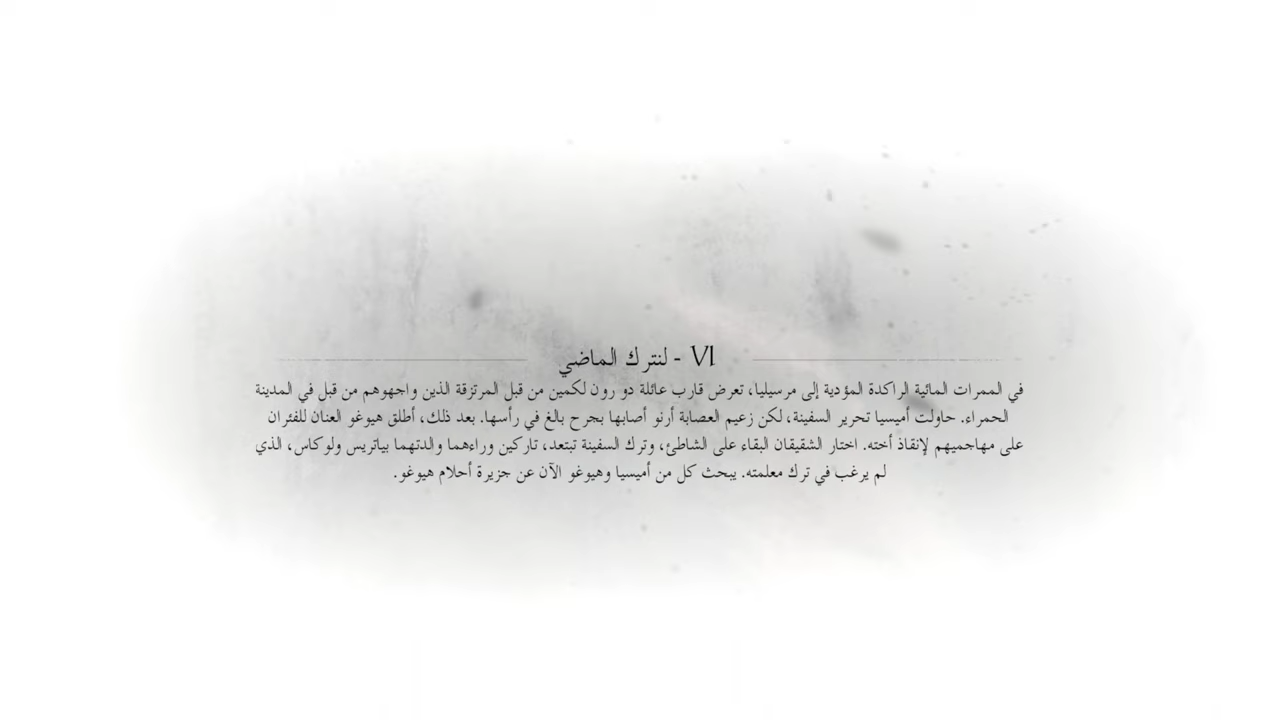 VI - لنترك الماضي
في الممرات المائية الراكدة المؤدية إلى مرسيليا، تعرض قارب عائلة دو رون لكمين من قبل المرتزقة الذين واجهوهم من قبل في المدينة
الحمراء. حاولت أميسيا تحرير السفينة، لكن زعيم العصابة أرنو أصابها بجرح بالغ في رأسها. بعد ذلك، أطلق هيوغو العنان للفئران
على مهاجميهم لإنقاذ أخته. اختار الشقيقان البقاء على الشاطئ، وترك السفينة تبتعد، تاركين وراءهما والدتهما بياتريس ولوكاس، الذي
لم يرغب في ترك معلمته. يبحث كل من أميسيا وهيوغو الآن عن جزيرة أحلام هيوغو.